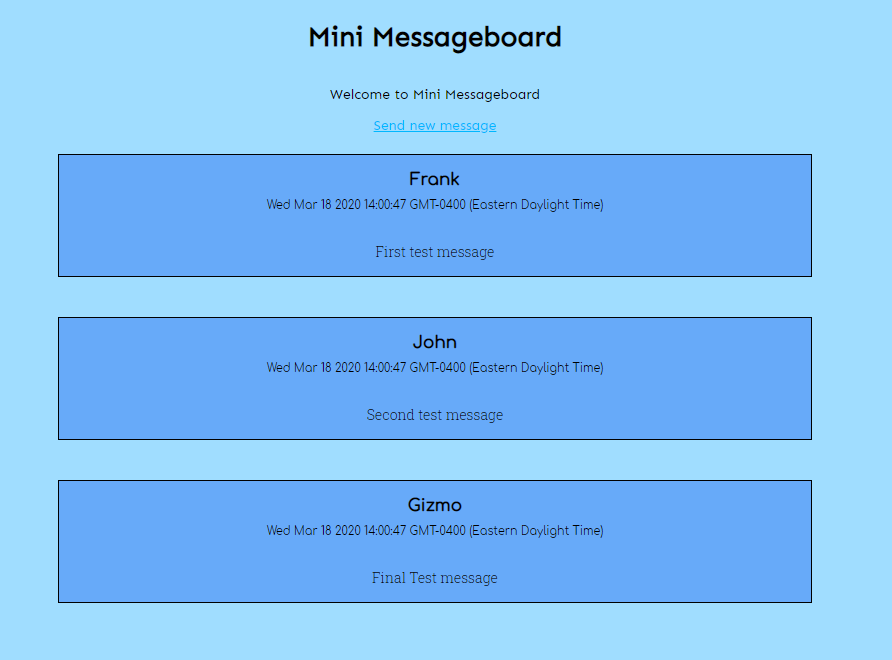 Mini Messageboard
Welcome to Mini Messageboard
Send new message
Frank
Wed Mar 18 2020 14:00:47 GMT-0400 (Eastern Daylight Time)
First test message
John
Wed Mar 18 2020 14:00:47 GMT-0400 (Eastern Daylight Time)
Second test message
Gizmo
Wed Mar 18 2020 14:00:47 GMT-0400 (Eastern Daylight Time)
Final Test message